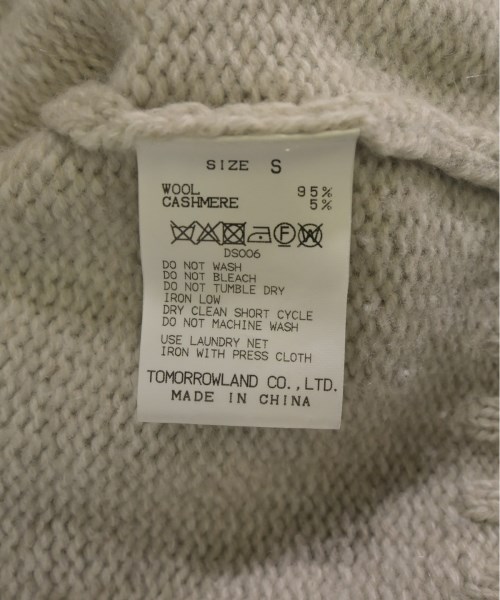 SIZE S
WOOL 95%
CASHMERE 5%
F W
DS006
DO NOT WASH
DO NOT BLEACH
DO NOT TUMBLE DRY
IRON LOW
DRY CLEAN SHORT CYCLE
DO NOT MACHINE WASH
USE LAUNDRY NET
IRON WITH PRESS CLOTH
TOMORROWLAND CO.,LTD.
MADE IN CHINA